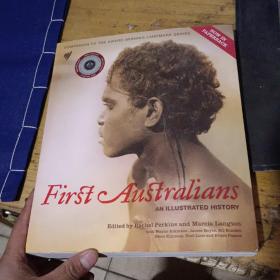 COMPANION TO THE AWARD-WINNING LANDMARK SERIES
NOW IN
PAPERBACK
First Australians
AN ILLUSTRATED HISTORY
Edited by Rachel Perkins and Marcia Langton